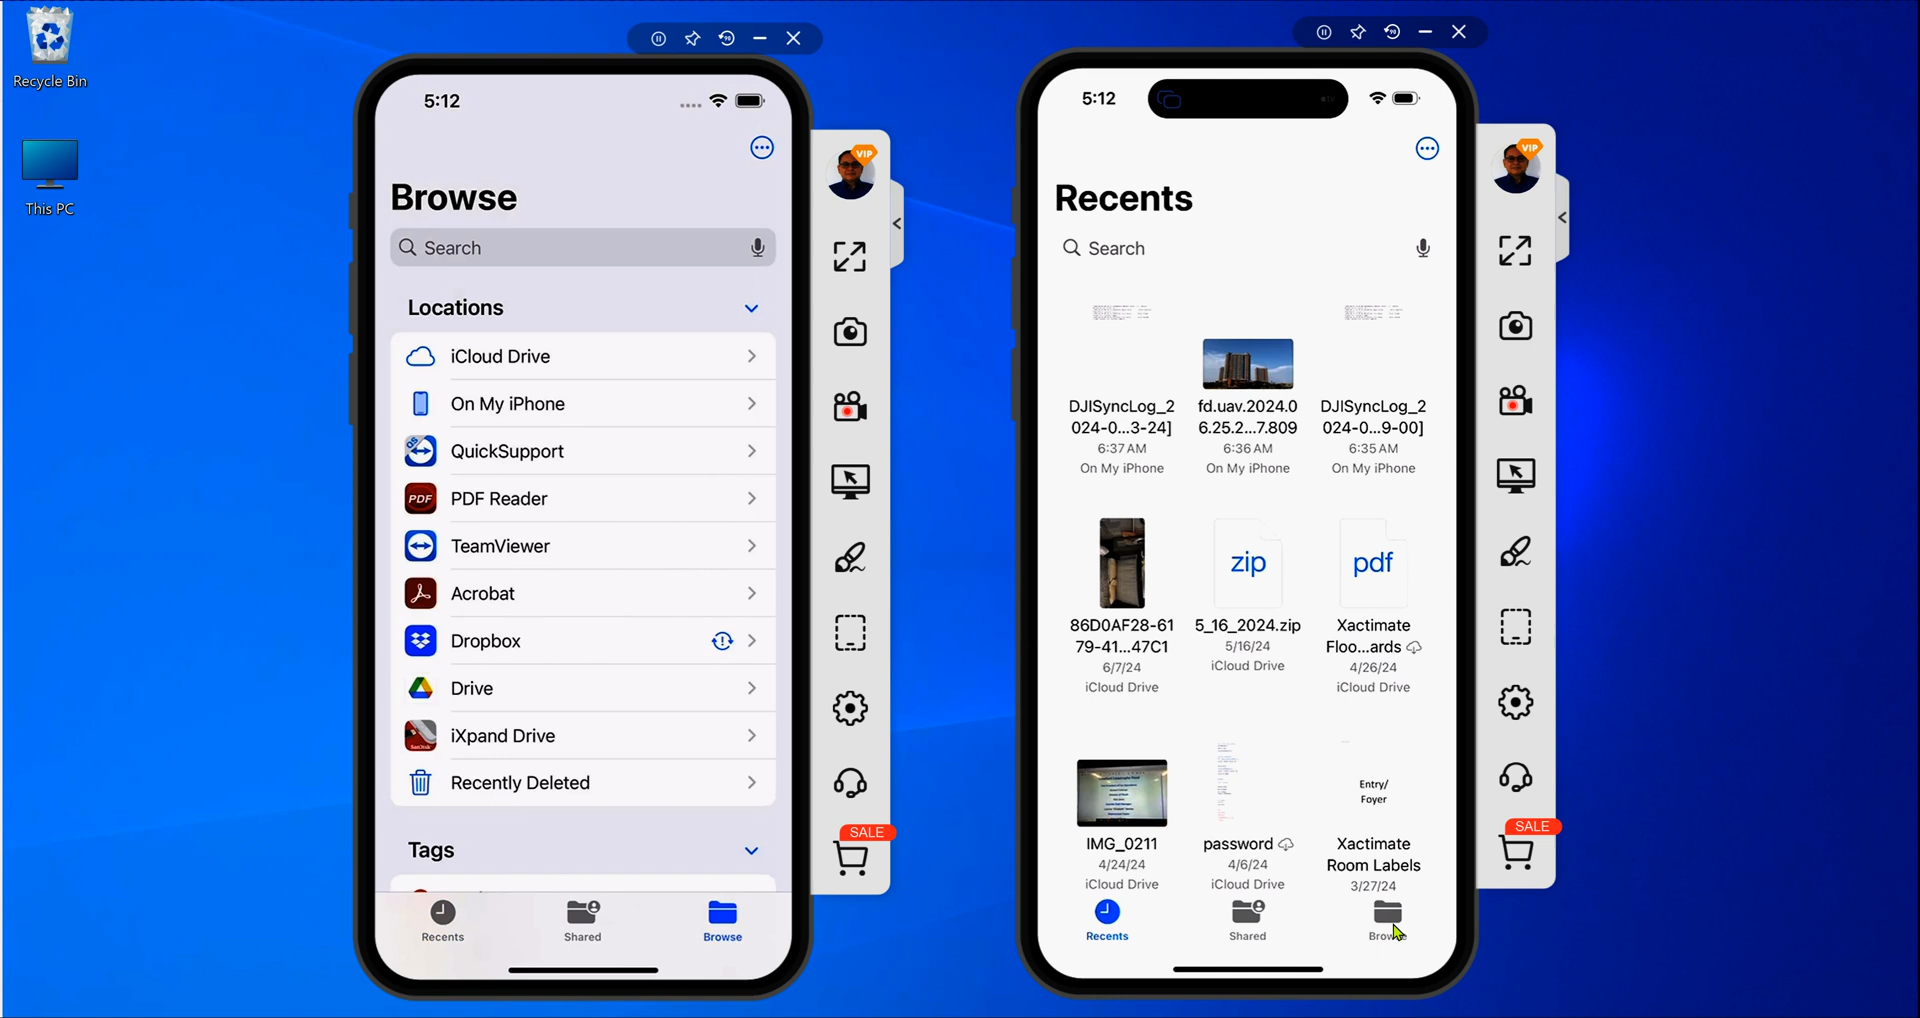 Recycle Bin
This PC
5:12
Browse
Search
Locations
iCloud Drive
On My iPhone
QS
QuickSupport
PDF
PDF Reader
TeamViewer
Acrobat
Dropbox
Drive
SanDisk
iXpand Drive
Recently Deleted
Tags
Recents
Shared
Browse
90
VIP
SALE
5:12
Recents
Search
DJISyncLog_2
024-0...3-24]
6:37 AM
On My iPhone
fd.uav.2024.0
6.25.2...7.809
6:36 AM
On My iPhone
DJISyncLog_2
024-0...9-00]
6:35 AM
On My iPhone
86D0AF28-61
79-41...47C1
6/7/24
iCloud Drive
zip
5_16_2024.zip
5/16/24
iCloud Drive
pdf
Xactimate
Floo...ards
4/26/24
iCloud Drive
IMG_0211
4/24/24
iCloud Drive
password
4/6/24
iCloud Drive
Entry/
Foyer
Xactimate
Room Labels
3/27/24
Recents
Shared
Browse
90
VIP
SALE